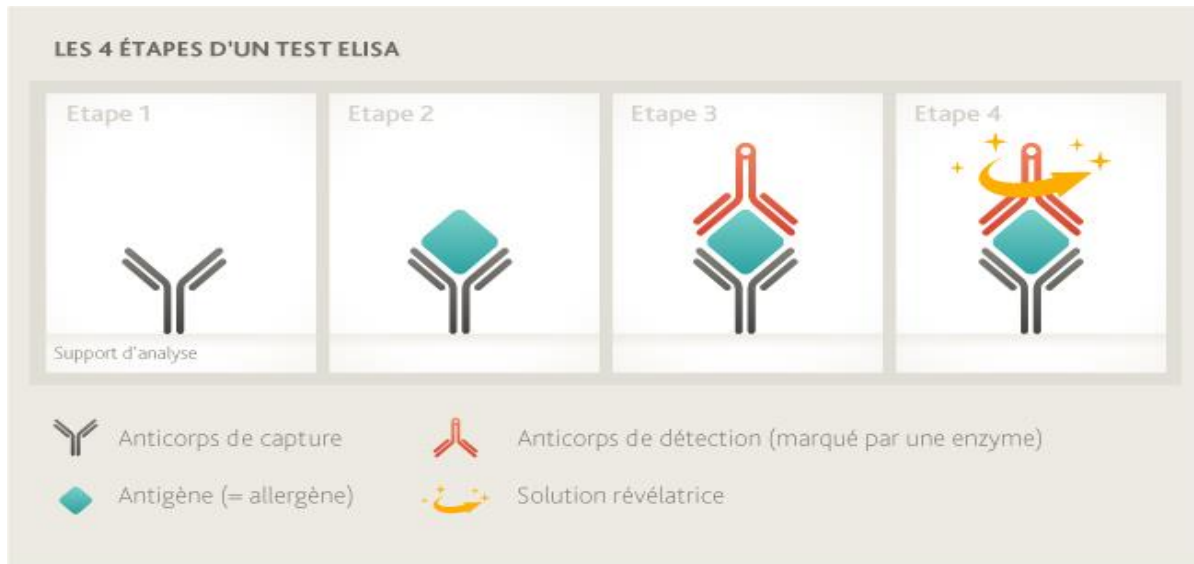 LES 4 ÉTAPES D'UN TEST ELISA
Etape 1
Etape 2
Etape 3
Etape 4
Support d'analyse
Anticorps de capture
Anticorps de détection (marqué par une enzyme)
Antigène (= allergène)
Solution révélatrice